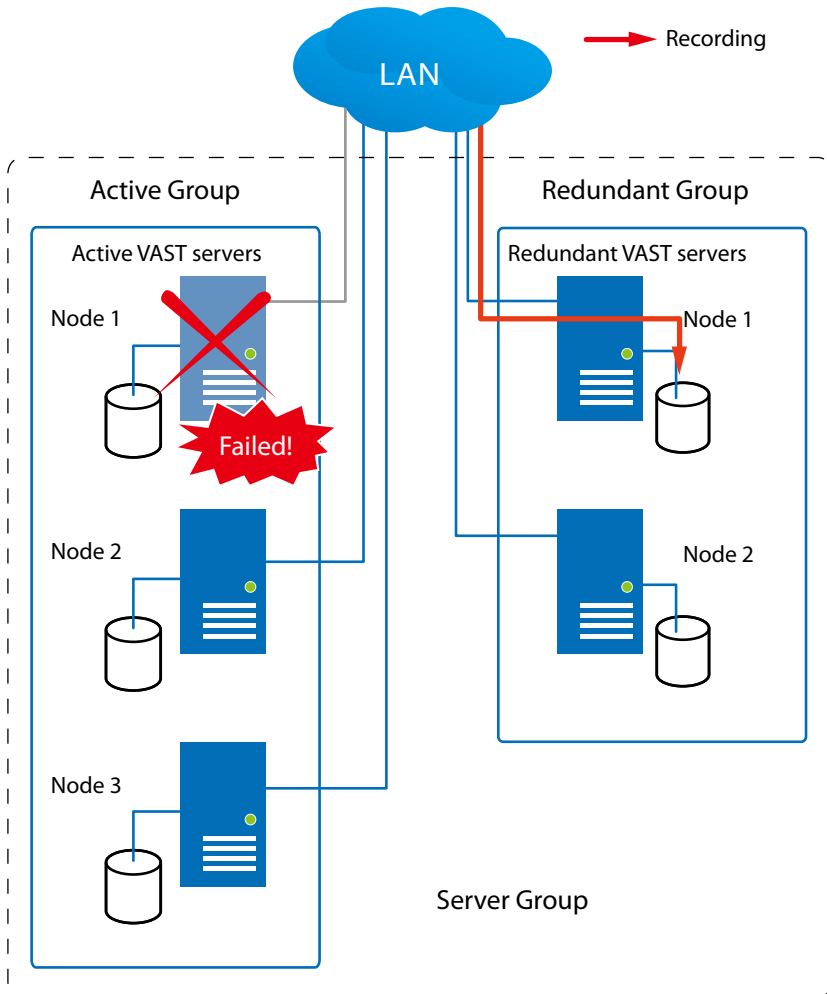 Recording
LAN
Active Group
Redundant Group
Active VAST servers
Redundant VAST servers
Node 1
Node 1
Failed!
Node 2
Node 2
Node 3
Server Group